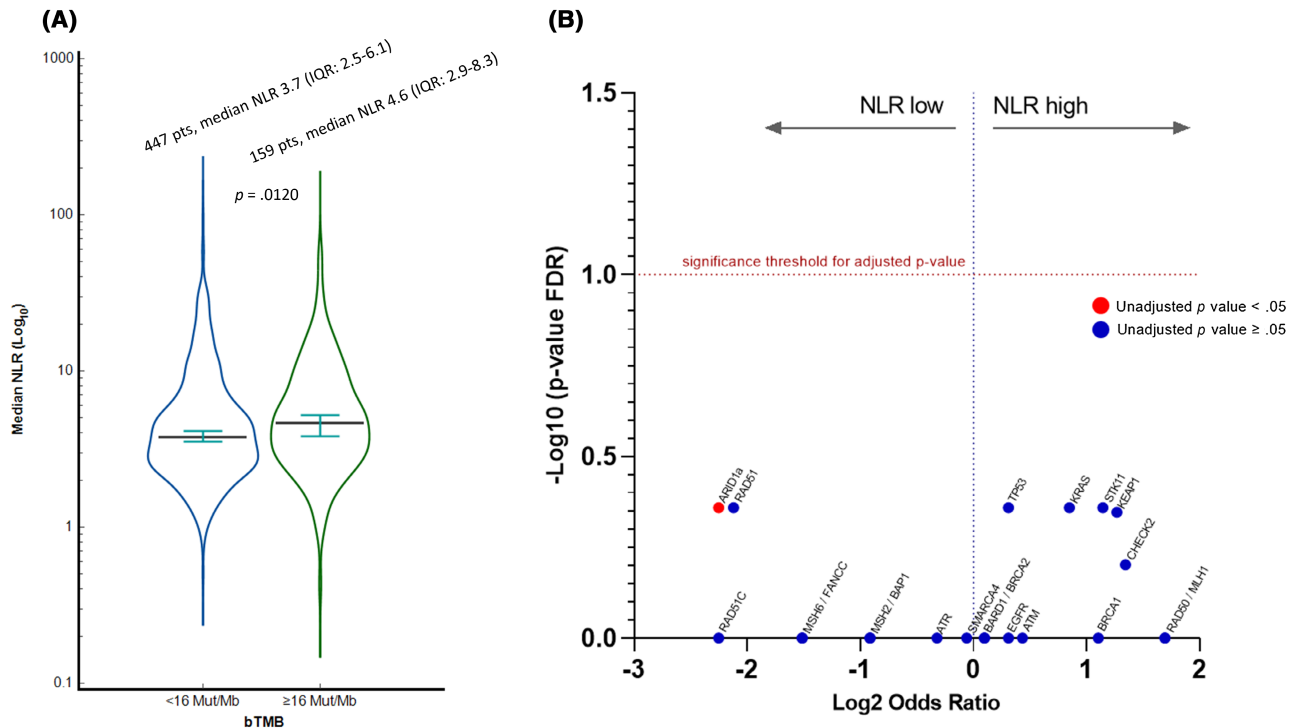 (A)
(B)
447 pts, median NLR 3.7 (IQR: 2.5-6.1)
159 pts, median NLR 4.6 (IQR: 2.9-8.3)
p = .0120
1000
100
10
1
0.1
Median NLR (Log10)
<16 Mut/Mb
≥16 Mut/Mb
bTMB
NLR low
NLR high
significance threshold for adjusted p-value
Unadjusted p value < .05
Unadjusted p value ≥ .05
1.5
1.0
0.5
0.0
-Log10 (p-value FDR)
ARID1a
RAD51
TP53
KRAS
STK11
KEAP1
CHECK2
RAD51C
MSH6 / FANCC
MSH2 / BAP1
ATR
SMARCA4
BARD1 / BRCA2
EGFR
ATM
BRCA1
RAD50 / MLH1
-3
-2
-1
0
1
2
Log2 Odds Ratio